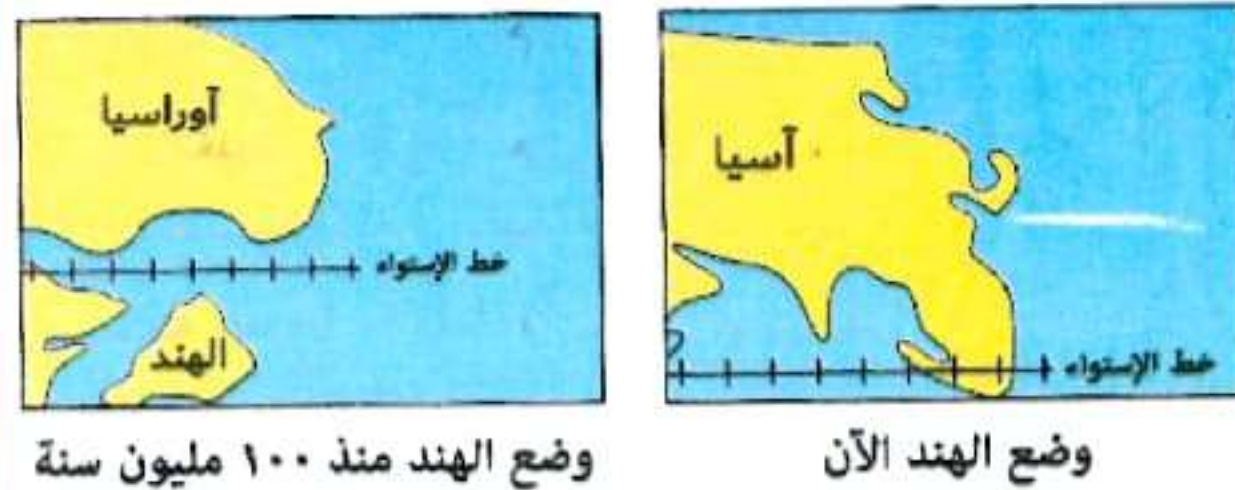 آسيا
خط الإستواء
وضع الهند الآن
آوراسيا
خط الإستواء
الهند
وضع الهند منذ ١٠٠ مليون سنة